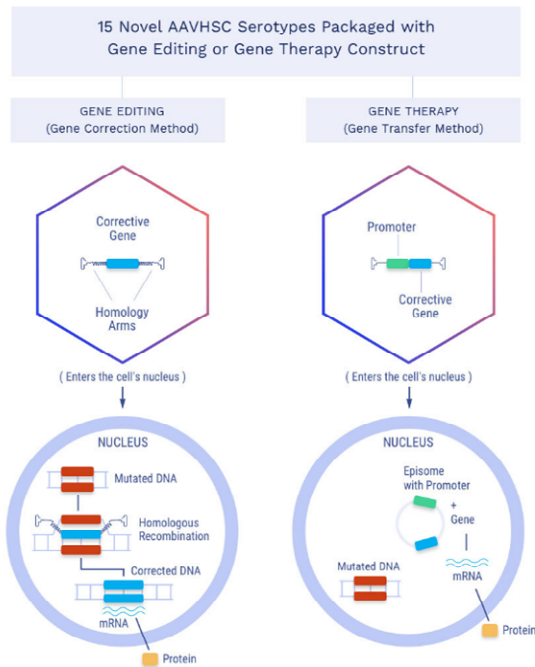 15 Novel AAVHSC Serotypes Packaged with
Gene Editing or Gene Therapy Construct
GENE EDITING
(Gene Correction Method)
Corrective
Gene
Homology
Arms
( Enters the cell's nucleus )
NUCLEUS
Mutated DNA
Homologous
Recombination
Corrected DNA
mRNA
Protein
GENE THERAPY
(Gene Transfer Method)
Promoter
Corrective
Gene
( Enters the cell's nucleus )
NUCLEUS
Episome
with Promoter
+
Gene
Mutated DNA
mRNA
Protein